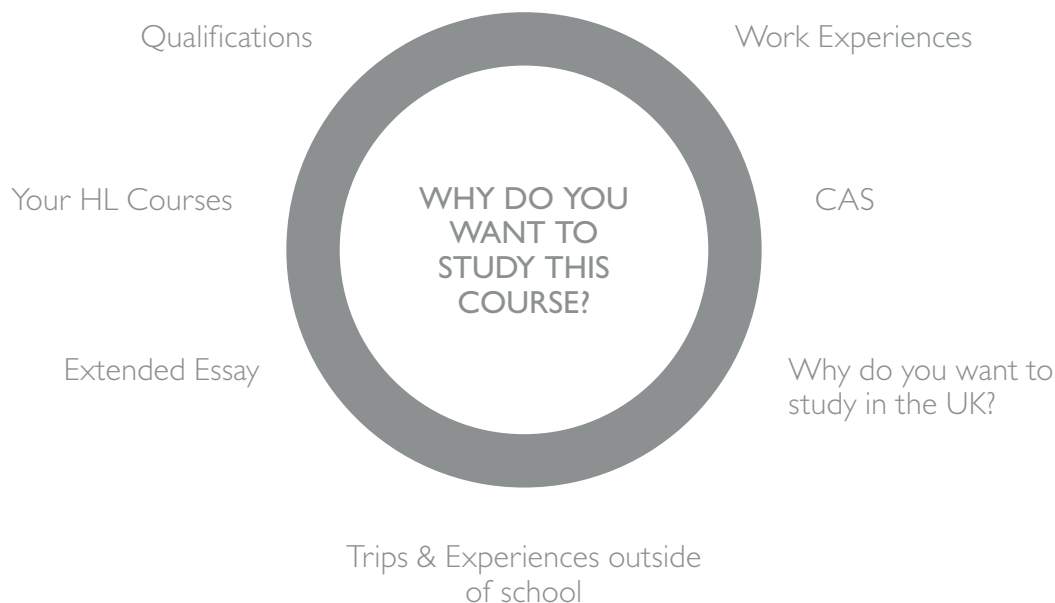 Qualifications
Work Experiences
Your HL Courses
WHY DO YOU
WANT TO
STUDY THIS
COURSE?
CAS
Extended Essay
Why do you want to
study in the UK?
Trips & Experiences outside
of school